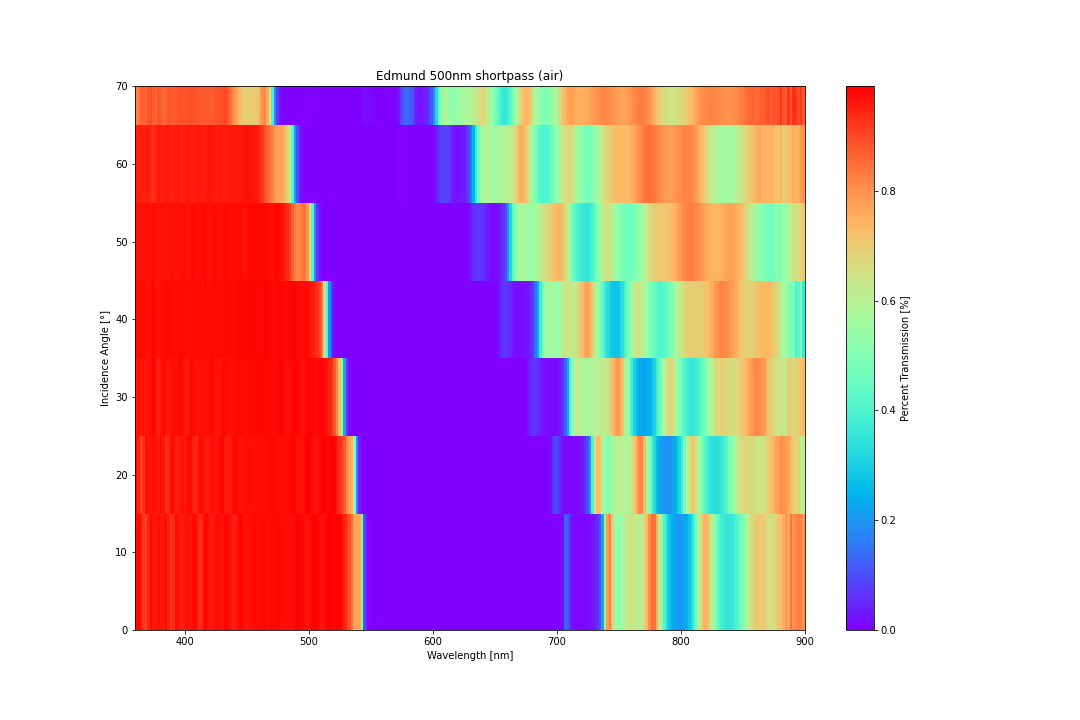 Edmund 500nm shortpass (air)
70
60
50
40
30
20
10
0
Incidence Angle [°]
400 500 600 700 800 900
Wavelength [nm]
0.8
0.6
0.4
0.2
0.0
Percent Transmission [%]